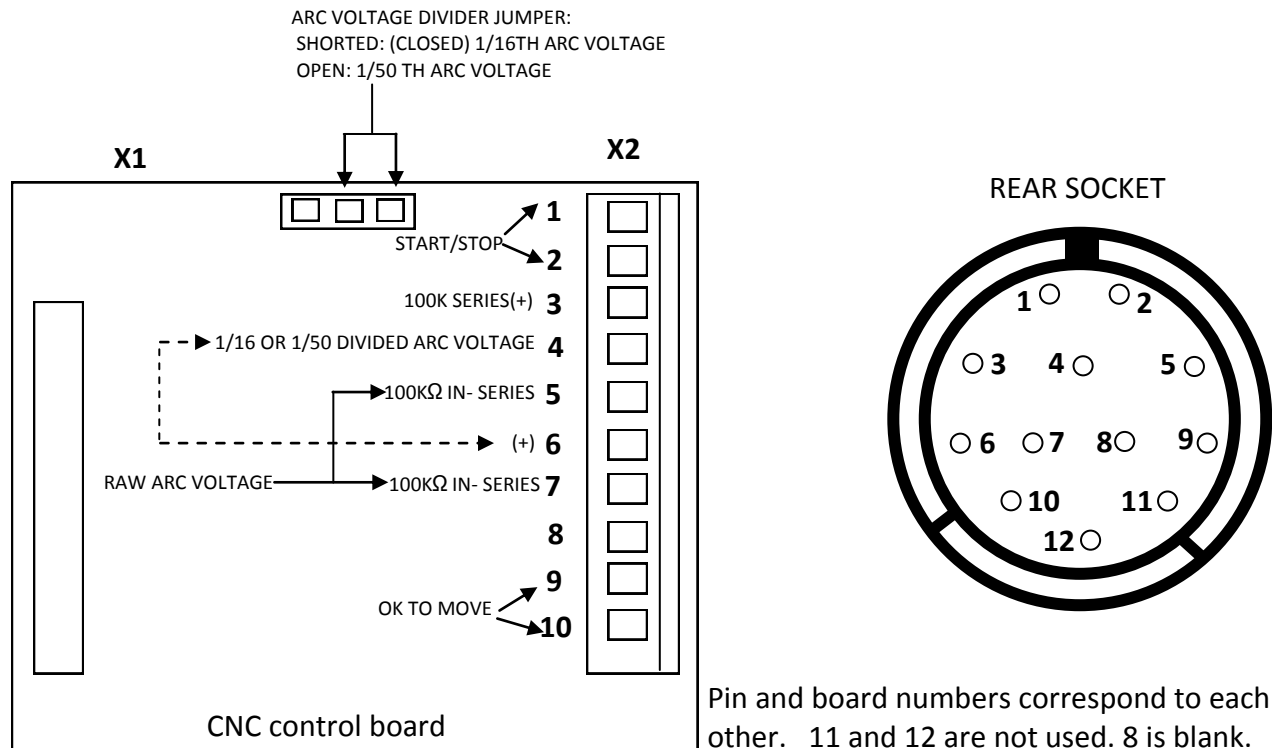 ARC VOLTAGE DIVIDER JUMPER:
SHORTED: (CLOSED) 1/16TH ARC VOLTAGE
OPEN: 1/50 TH ARC VOLTAGE
X1
X2
START/STOP
1
2
100K SERIES(+) 3
1/16 OR 1/50 DIVIDED ARC VOLTAGE 4
100KΩ IN- SERIES 5
(+) 6
RAW ARC VOLTAGE
100KΩ IN- SERIES 7
8
9
OK TO MOVE
10
CNC control board
REAR SOCKET
1 2
3 4 5
6 7 8 9
10 11
12
Pin and board numbers correspond to each
other. 11 and 12 are not used. 8 is blank.